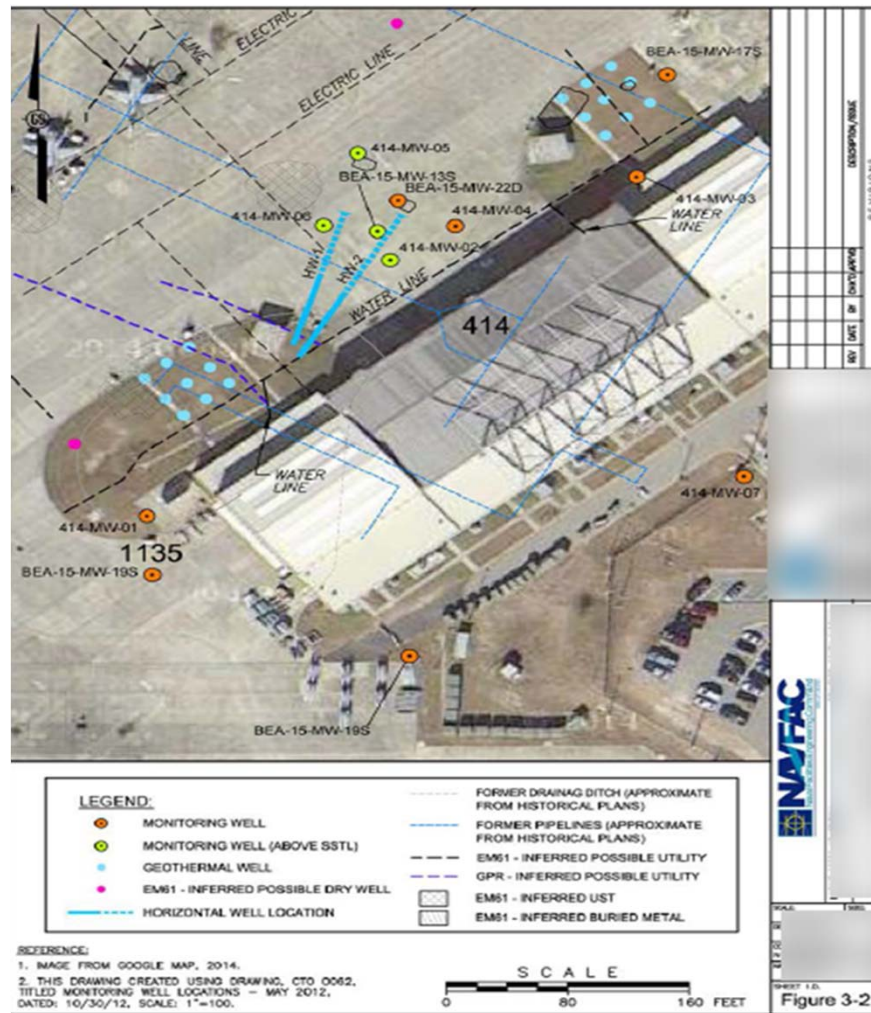 ELECTRIC
LINE
ELECTRIC LINE
BEA-15-MW-17S
GS
414-MW-05
BEA-15-MW-13S
BEA-15-MW-22D
414-MW-06
414-MW-04
414-MW-03
WATER
LINE
414-MW-02
HW-1
HW-2
WATER LINE
414
WATER
LINE
414-MW-01
414-MW-07
1135
BEA-15-MW-19S
BEA-15-MW-19S
DESCRIPTION/ISSUE
REV DATE BY
NAVFAC
LEGEND:
MONITORING WELL
MONITORING WELL (ABOVE SSTL)
GEOTHERMAL WELL
EM61 - INFERRED POSSIBLE DRY WELL
HORIZONTAL WELL LOCATION
FORMER DRAINAG DITCH (APPROXIMATE
FROM HISTORICAL PLANS)
FORMER PIPELINES (APPROXIMATE
FROM HISTORICAL PLANS)
EM61 - INFERRED POSSIBLE UTILITY
GPR - INFERRED POSSIBLE UTILITY
EM61 - INFERRED UST
EM61 - INFERRED BURIED METAL
REFERENCE:
1. IMAGE FROM GOOGLE MAP, 2014.
2. THIS DRAWING CREATED USING DRAWING, CTO 0062,
TITLED MONITORING WELL LOCATIONS - MAY 2012,
DATED: 10/30/12, SCALE: 1"=100.
SCALE
0 80 160 FEET
SHEET I.D.
Figure 3-2